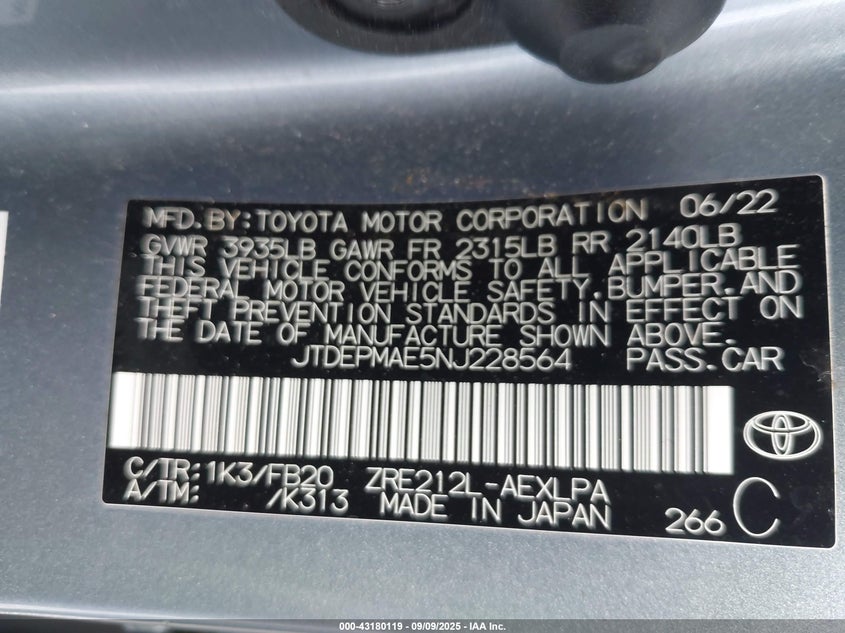 MFD.BY:TOYOTA MOTOR CORPORATION 06/22
GVWR 3935LB GAWR FR 2315LB RR 2140LB
THIS VEHICLE CONFORMS TO ALL APPLICABLE
FEDERAL MOTOR VEHICLE SAFETY,BUMPER,AND
THEFT PREVENTION STANDARDS IN EFFECT ON
THE DATE OF MANUFACTURE SHOWN ABOVE.
JTDEPMAE5NJ228564 PASS.CAR
C/TR:1K3/FB20 ZRE212L-AEXLPA
A/TM: /K313 MADE IN JAPAN 266 C
000-43180119 - 09/09/2025 - IAA Inc.